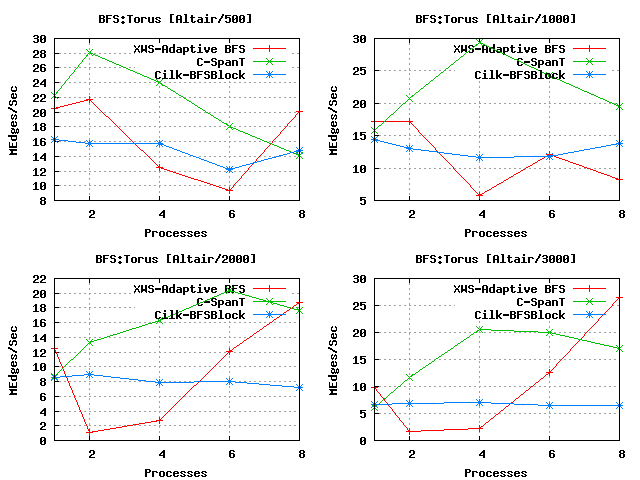 BFS:Torus [Altair/500]
30
28
26
24
22
20
18
16
14
12
10
8
MEdges/Sec
XWS-Adaptive BFS
C-SpanT
Cilk-BFSBlock
2 4 6 8
Processes
BFS:Torus [Altair/1000]
30
25
20
15
10
5
MEdges/Sec
XWS-Adaptive BFS
C-SpanT
Cilk-BFSBlock
2 4 6 8
Processes
BFS:Torus [Altair/2000]
22
20
18
16
14
12
10
8
6
4
2
0
MEdges/Sec
XWS-Adaptive BFS
C-SpanT
Cilk-BFSBlock
2 4 6 8
Processes
BFS:Torus [Altair/3000]
30
25
20
15
10
5
0
MEdges/Sec
XWS-Adaptive BFS
C-SpanT
Cilk-BFSBlock
2 4 6 8
Processes